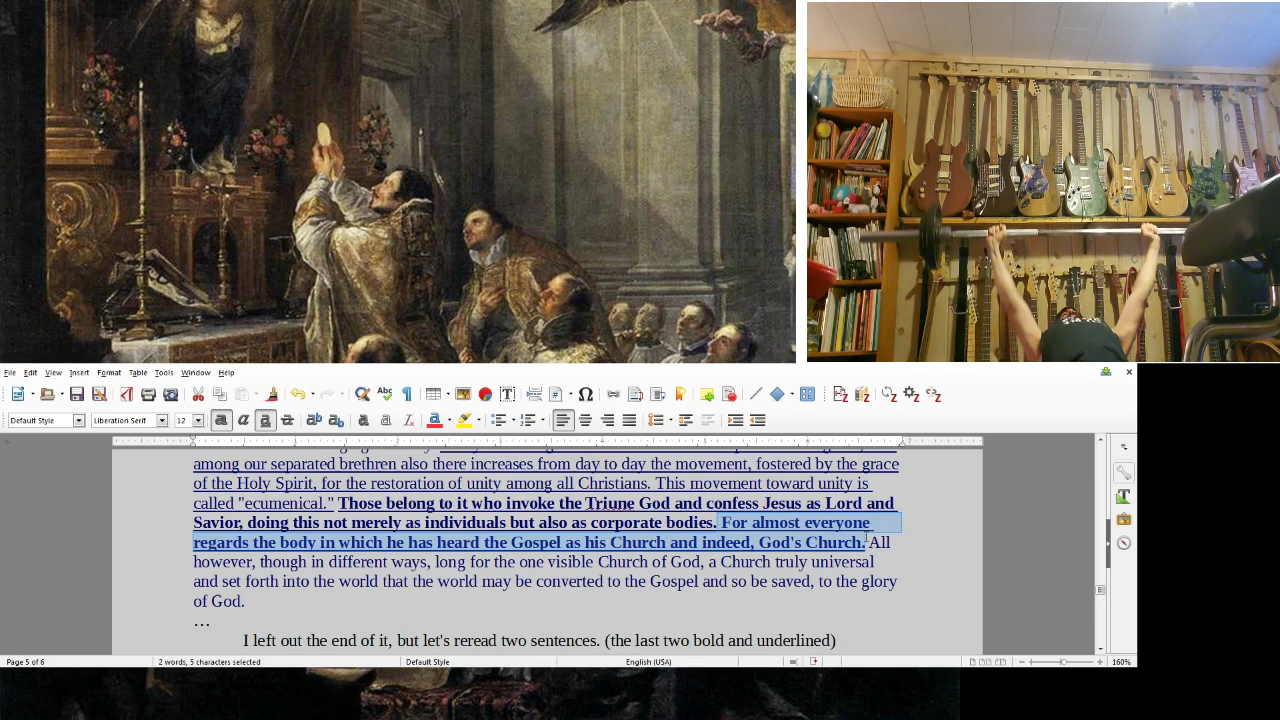 File Edit View Insert Format Table Tools Window Help
Default Style Liberation Serif 12
among our separated brethren also there increases from day to day the movement, fostered by the grace
of the Holy Spirit, for the restoration of unity among all Christians. This movement toward unity is
called "ecumenical." Those belong to it who invoke the Triune God and confess Jesus as Lord and
Savior, doing this not merely as individuals but also as corporate bodies. For almost everyone
regards the body in which he has heard the Gospel as his Church and indeed, God's Church. All
however, though in different ways, long for the one visible Church of God, a Church truly universal
and set forth into the world that the world may be converted to the Gospel and so be saved, to the glory
of God.
…
I left out the end of it, but let's reread two sentences. (the last two bold and underlined)
Page 5 of 6 2 words, 5 characters selected Default Style English (USA) 160%